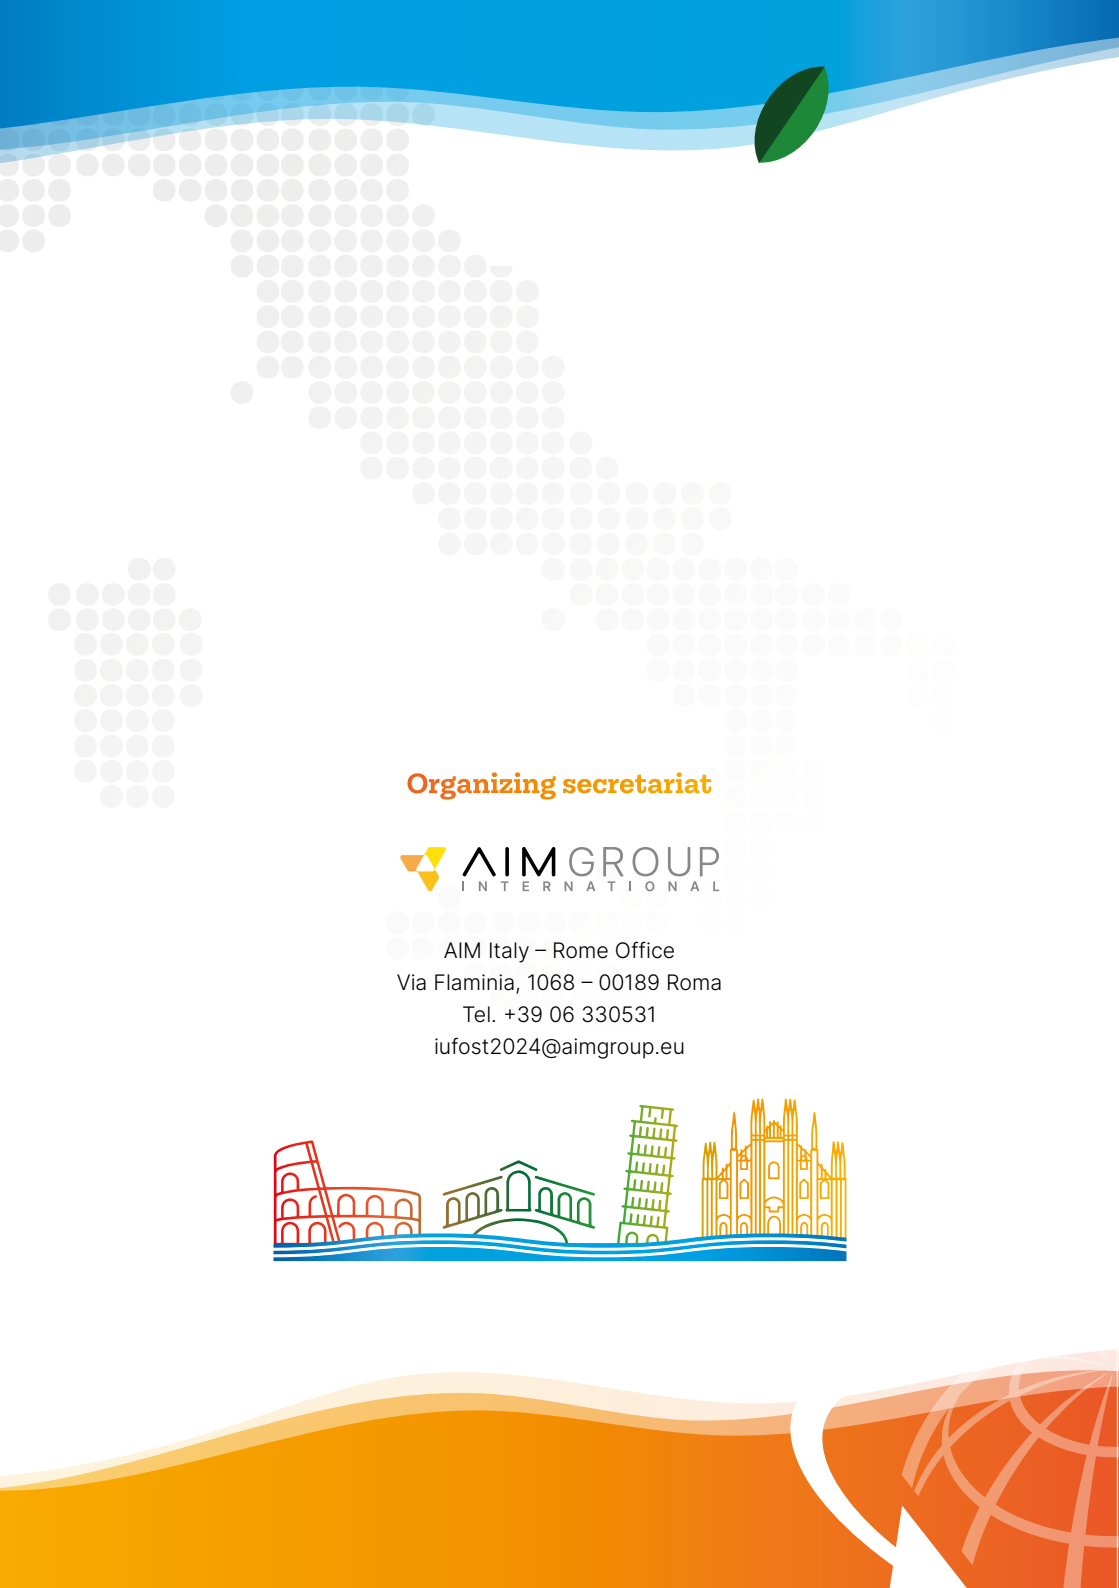 Organizing secretariat
AIM GROUP
INTERNATIONAL
AIM Italy – Rome Office
Via Flaminia, 1068 – 00189 Roma
Tel. +39 06 330531
iufost2024@aimgroup.eu